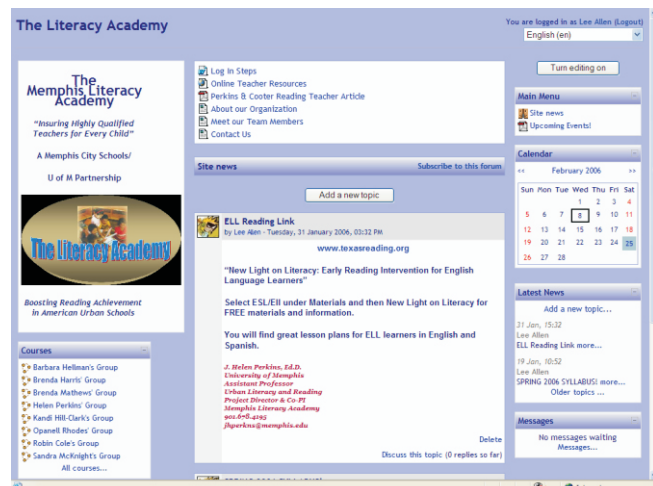 The Literacy Academy
You are logged in as Lee Allen (Logout)
English (en)
The
Memphis Literacy
Academy
"Insuring Highly Qualified
Teachers for Every Child"
A Memphis City Schools/
U of M Partnership
The Literacy Academy
Boosting Reading Achievement
in American Urban Schools
Courses
Barbara Hellman's Group
Brenda Harris' Group
Brenda Mathews' Group
Helen Perkins' Group
Kandi Hill-Clark's Group
Opanell Rhodes' Group
Robin Cole's Group
Sandra McKnight's Group
All courses...
Log In Steps
Online Teacher Resources
Perkins & Cooter Reading Teacher Article
About our Organization
Meet our Team Members
Contact Us
Site news
Subscribe to this forum
Add a new topic
ELL Reading Link
by Lee Allen - Tuesday, 31 January 2006, 03:32 PM
www.texasreading.org
"New Light on Literacy: Early Reading Intervention for English
Language Learners"
Select ESL/Ell under Materials and then New Light on Literacy for
FREE materials and information.
You will find great lesson plans for ELL learners in English and
Spanish.
J. Helen Perkins, Ed.D.
University of Memphis
Assistant Professor
Urban Literacy and Reading
Project Director & Co-PI
Memphis Literacy Academy
901.678.4195
jhperkns@memphis.edu
Delete
Discuss this topic (0 replies so far)
Turn editing on
Main Menu
Site news
Upcoming Events!
Calendar
<< February 2006 >>
Sun Mon Tue Wed Thu Fri Sat
1 2 3 4
5 6 7 8 9 10 11
12 13 14 15 16 17 18
19 20 21 22 23 24 25
26 27 28
Latest News
Add a new topic...
31 Jan, 15:32
Lee Allen
ELL Reading Link more...
19 Jan, 10:52
Lee Allen
SPRING 2006 SYLLABUS! more...
Older topics ...
Messages
No messages waiting
Messages...